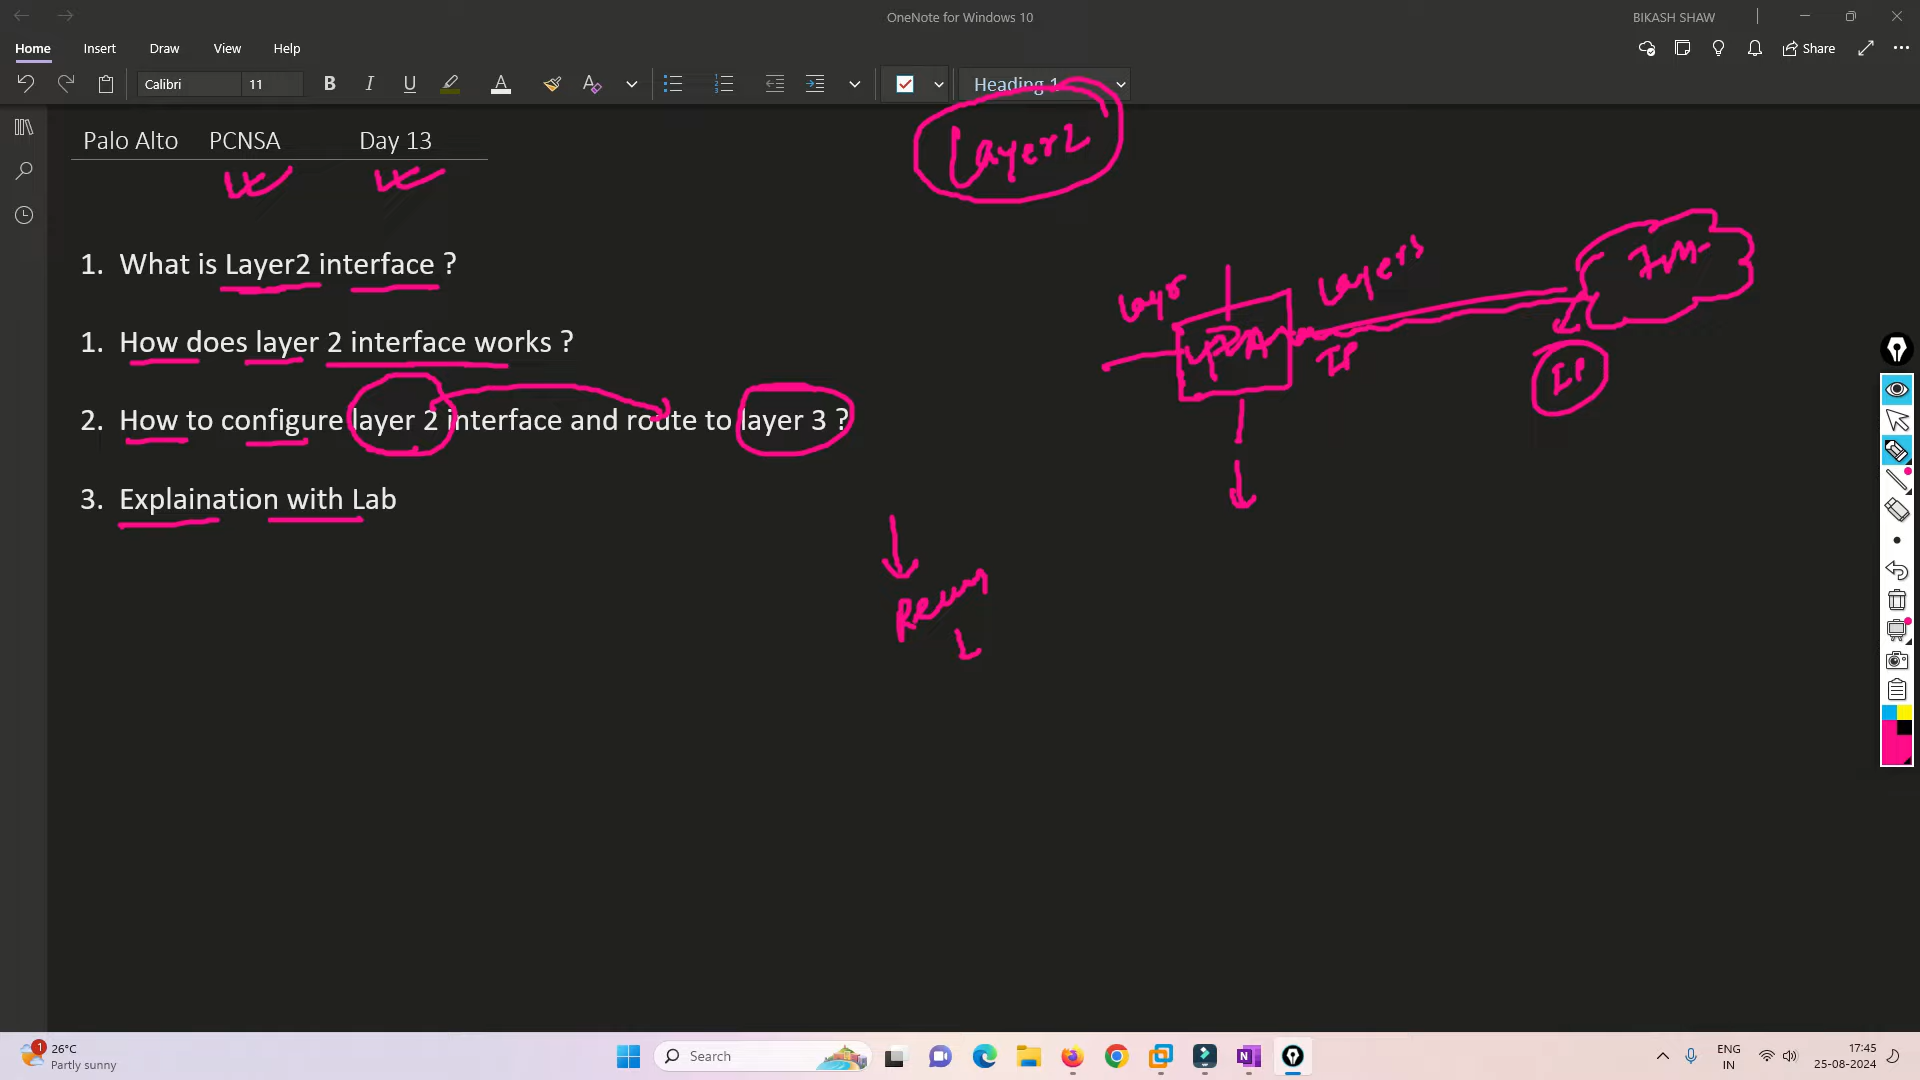 OneNote for Windows 10
BIKASH SHAW
Home Insert Draw View Help
Share
Calibri 11 B I U Heading 1
Palo Alto PCNSA Day 13
Layer2
1. What is Layer2 interface ?
1. How does layer 2 interface works ?
2. How to configure layer 2 interface and route to layer 3 ?
3. Explaination with Lab
Layer3
IP
IP
1
26°C
Partly sunny
Search
ENG
IN
17:45
25-08-2024